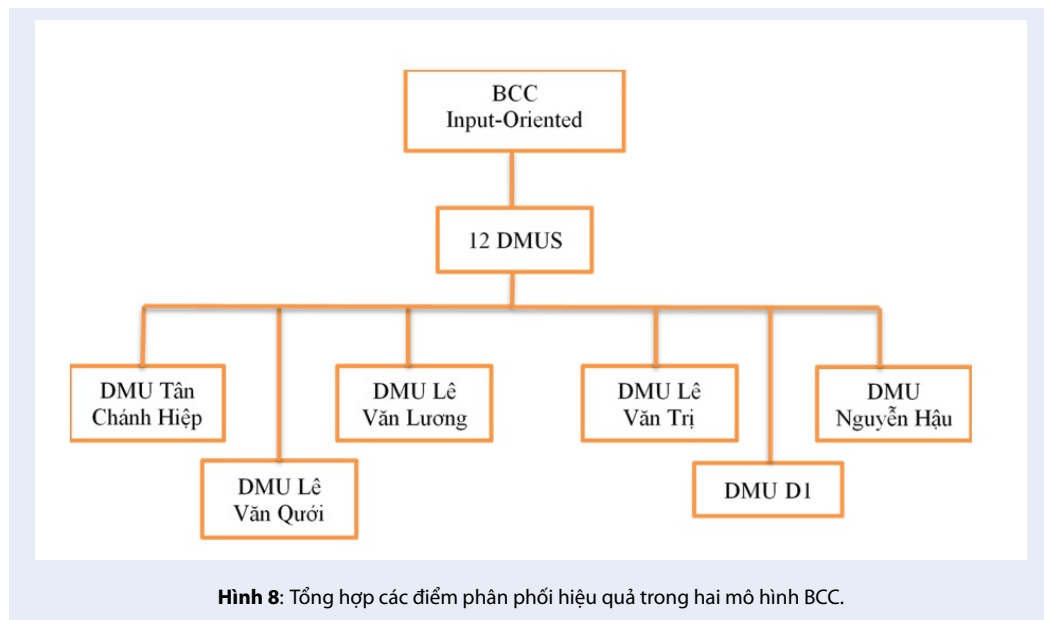 BCC
Input-Oriented
12 DMUS
DMU Tân
Chánh Hiệp
DMU Lê
Văn Lương
DMU Lê
Văn Trị
DMU
Nguyễn Hậu
DMU Lê
Văn Qưới
DMU D1
Hình 8: Tổng hợp các điểm phân phối hiệu quả trong hai mô hình BCC.